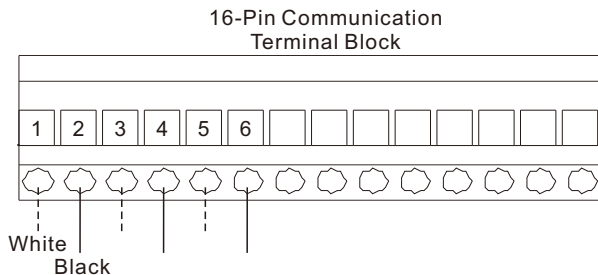 16-Pin Communication
Terminal Block
1 2 3 4 5 6
White
Black